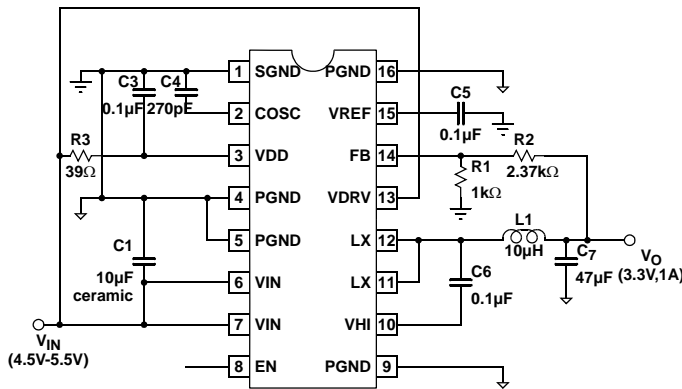 C3
0.1µF
C4
270pF
R3
39Ω
C1
10µF
ceramic
VIN
(4.5V-5.5V)
1 SGND
2 COSC
3 VDD
4 PGND
5 PGND
6 VIN
7 VIN
8 EN
PGND 16
VREF 15
FB 14
VDRV 13
LX 12
LX 11
VHI 10
PGND 9
C5
0.1µF
R2
2.37kΩ
R1
1kΩ
L1
10µH
C6
0.1µF
C7
47µF
VO
(3.3V,1A)